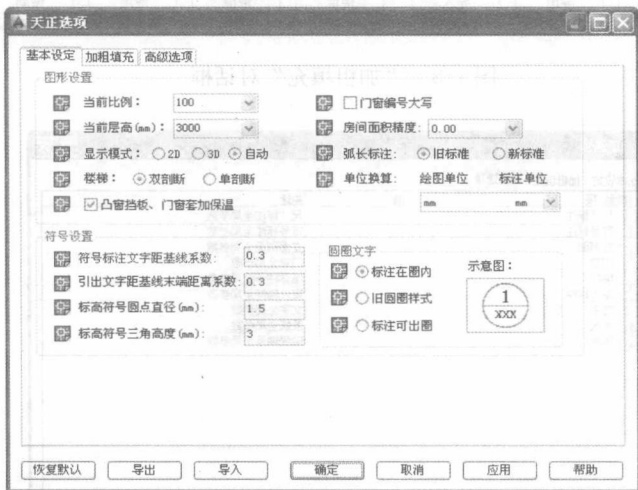 天正选项
基本设定 加粗填充 高级选项
图形设置
当前比例： 100
门窗编号大写
当前层高(mm)： 3000
房间面积精度： 0.00
显示模式： 2D 3D 自动
弧长标注： 旧标准 新标准
楼梯： 双剖断 单剖断
单位换算： 绘图单位 标注单位
凸窗挡板、门窗套加保温
mm mm
符号设置
符号标注文字距基线系数： 0.3
引出文字距基线末端距离系数： 0.3
标高符号圆点直径(mm)： 1.5
标高符号三角高度(mm)： 3
圆圈文字
标注在圈内
旧圆圈样式
标注可出圈
示意图：
1
XXX
恢复默认 导出 导入 确定 取消 应用 帮助